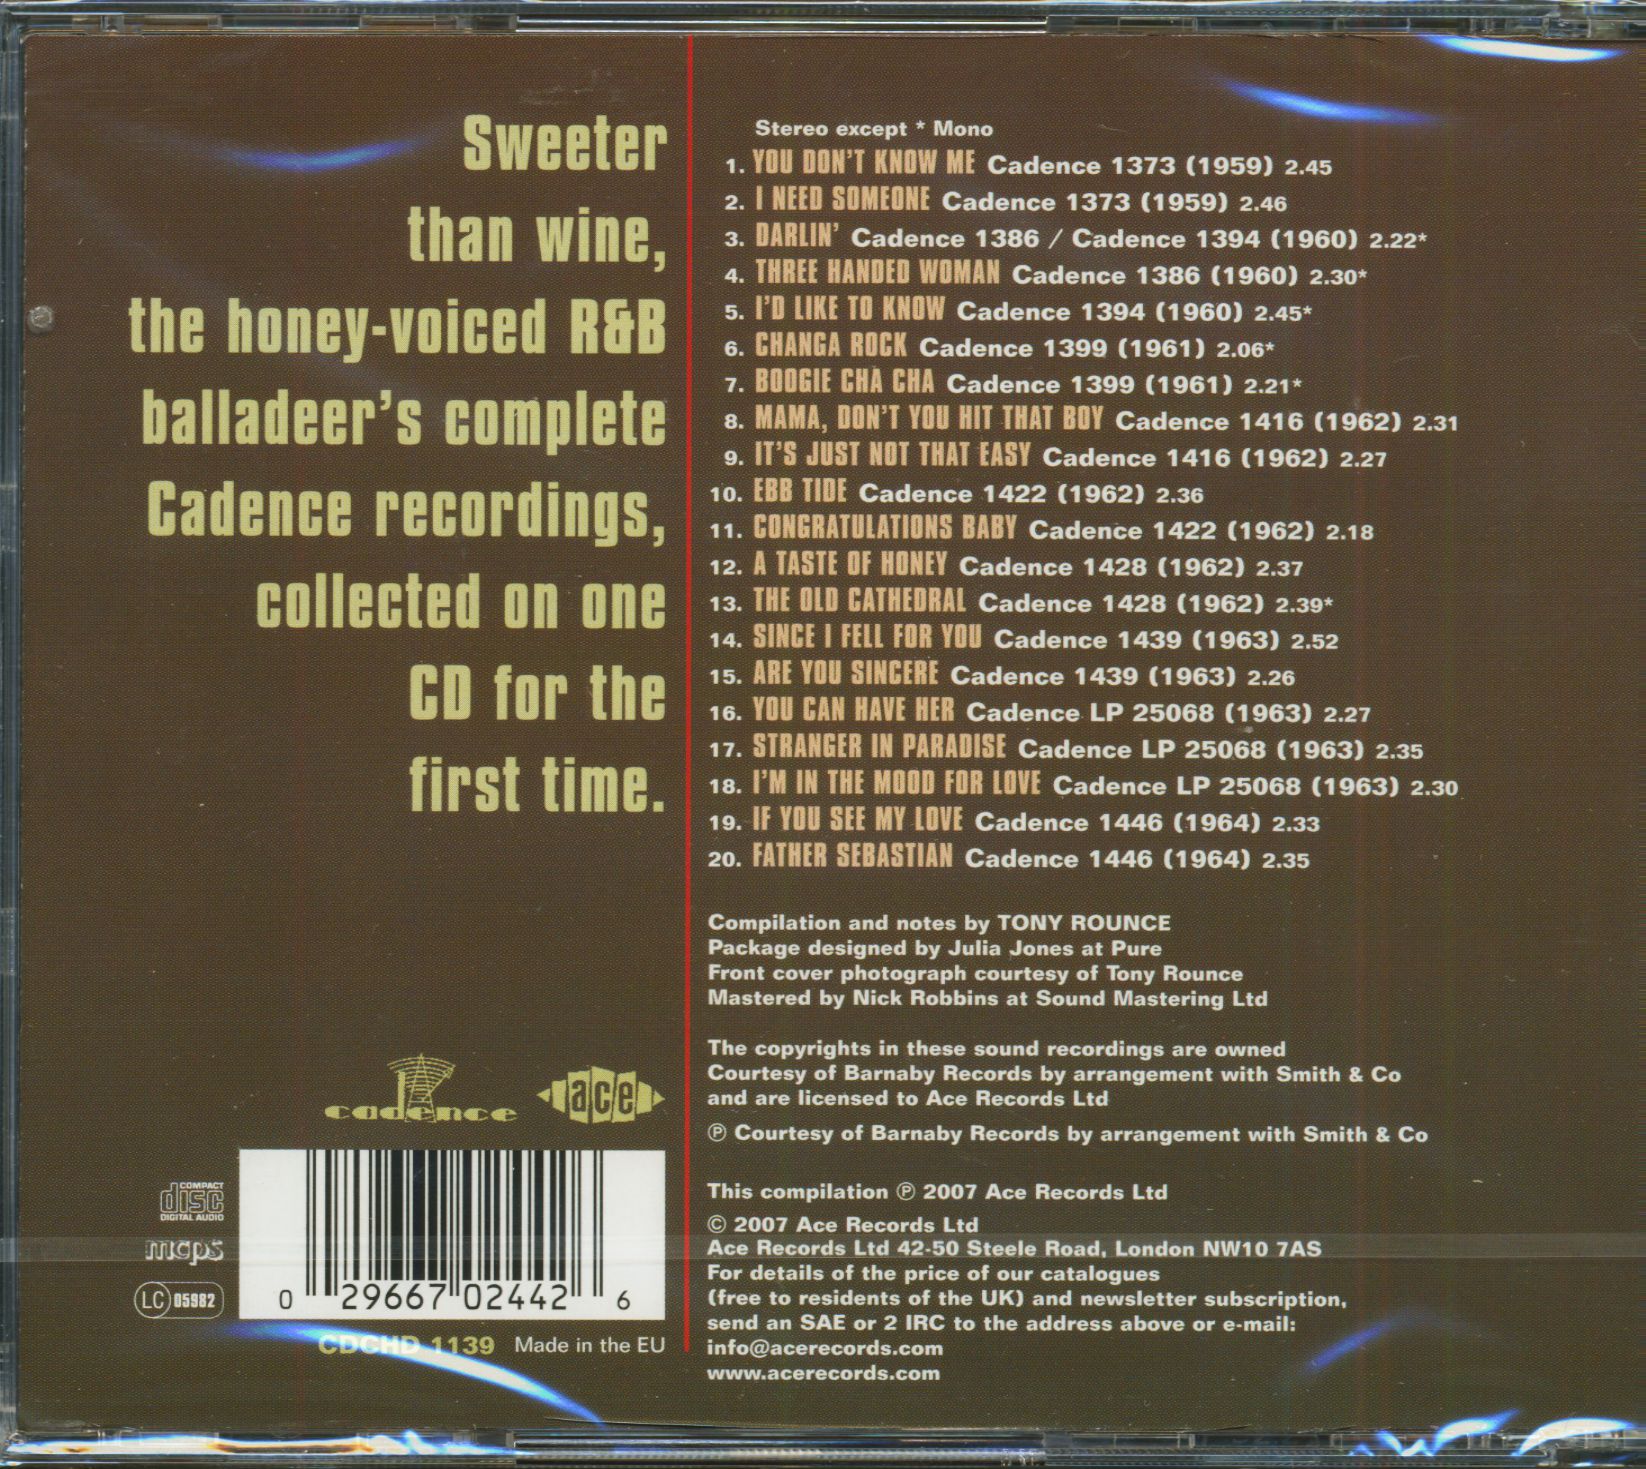 Sweeter
than wine,
the honey-voiced R&B
balladeer's complete
Cadence recordings,
collected on one
CD for the
first time.
Stereo except * Mono
1. YOU DON'T KNOW ME Cadence 1373 (1959) 2.45
2. I NEED SOMEONE Cadence 1373 (1959) 2.46
3. DARLIN' Cadence 1386 / Cadence 1394 (1960) 2.22*
4. THREE HANDED WOMAN Cadence 1386 (1960) 2.30*
5. I'D LIKE TO KNOW Cadence 1394 (1960) 2.45*
6. CHANGA ROCK Cadence 1399 (1961) 2.06*
7. BOOGIE CHA CHA Cadence 1399 (1961) 2.21*
8. MAMA, DON'T YOU HIT THAT BOY Cadence 1416 (1962) 2.31
9. IT'S JUST NOT THAT EASY Cadence 1416 (1962) 2.27
10. EBB TIDE Cadence 1422 (1962) 2.36
11. CONGRATULATIONS BABY Cadence 1422 (1962) 2.18
12. A TASTE OF HONEY Cadence 1428 (1962) 2.37
13. THE OLD CATHEDRAL Cadence 1428 (1962) 2.39*
14. SINCE I FELL FOR YOU Cadence 1439 (1963) 2.52
15. ARE YOU SINCERE Cadence 1439 (1963) 2.26
16. YOU CAN HAVE HER Cadence LP 25068 (1963) 2.27
17. STRANGER IN PARADISE Cadence LP 25068 (1963) 2.35
18. I'M IN THE MOOD FOR LOVE Cadence LP 25068 (1963) 2.30
19. IF YOU SEE MY LOVE Cadence 1446 (1964) 2.33
20. FATHER SEBASTIAN Cadence 1446 (1964) 2.35
Compilation and notes by TONY ROUNCE
Package designed by Julia Jones at Pure
Front cover photograph courtesy of Tony Rounce
Mastered by Nick Robbins at Sound Mastering Ltd
The copyrights in these sound recordings are owned
Courtesy of Barnaby Records by arrangement with Smith & Co
and are licensed to Ace Records Ltd
℗ Courtesy of Barnaby Records by arrangement with Smith & Co
This compilation ℗ 2007 Ace Records Ltd
© 2007 Ace Records Ltd
Ace Records Ltd 42-50 Steele Road, London NW10 7AS
For details of the price of our catalogues
(free to residents of the UK) and newsletter subscription,
send an SAE or 2 IRC to the address above or e-mail:
info@acerecords.com
www.acerecords.com
cadence
ace
COMPACT
disc
DIGITAL AUDIO
mcps
LC 05982
0 29667 02442 6
CDCHD 1139 Made in the EU